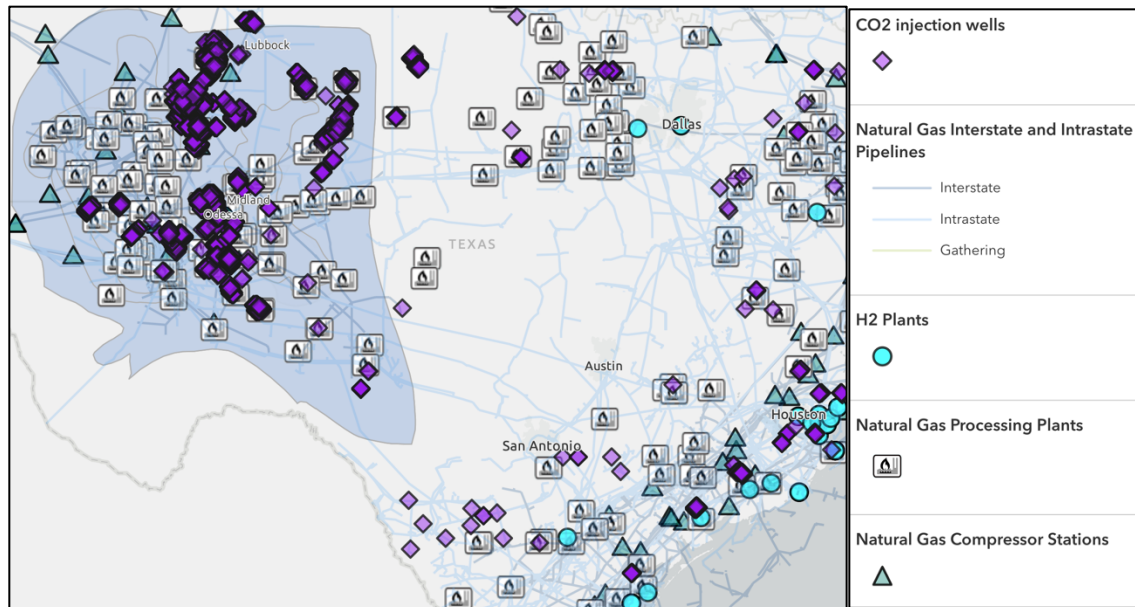 Lubbock
Dallas
Midland
Odessa
TEXAS
Austin
Houston
San Antonio
CO2 injection wells
Natural Gas Interstate and Intrastate
Pipelines
Interstate
Intrastate
Gathering
H2 Plants
Natural Gas Processing Plants
Natural Gas Compressor Stations